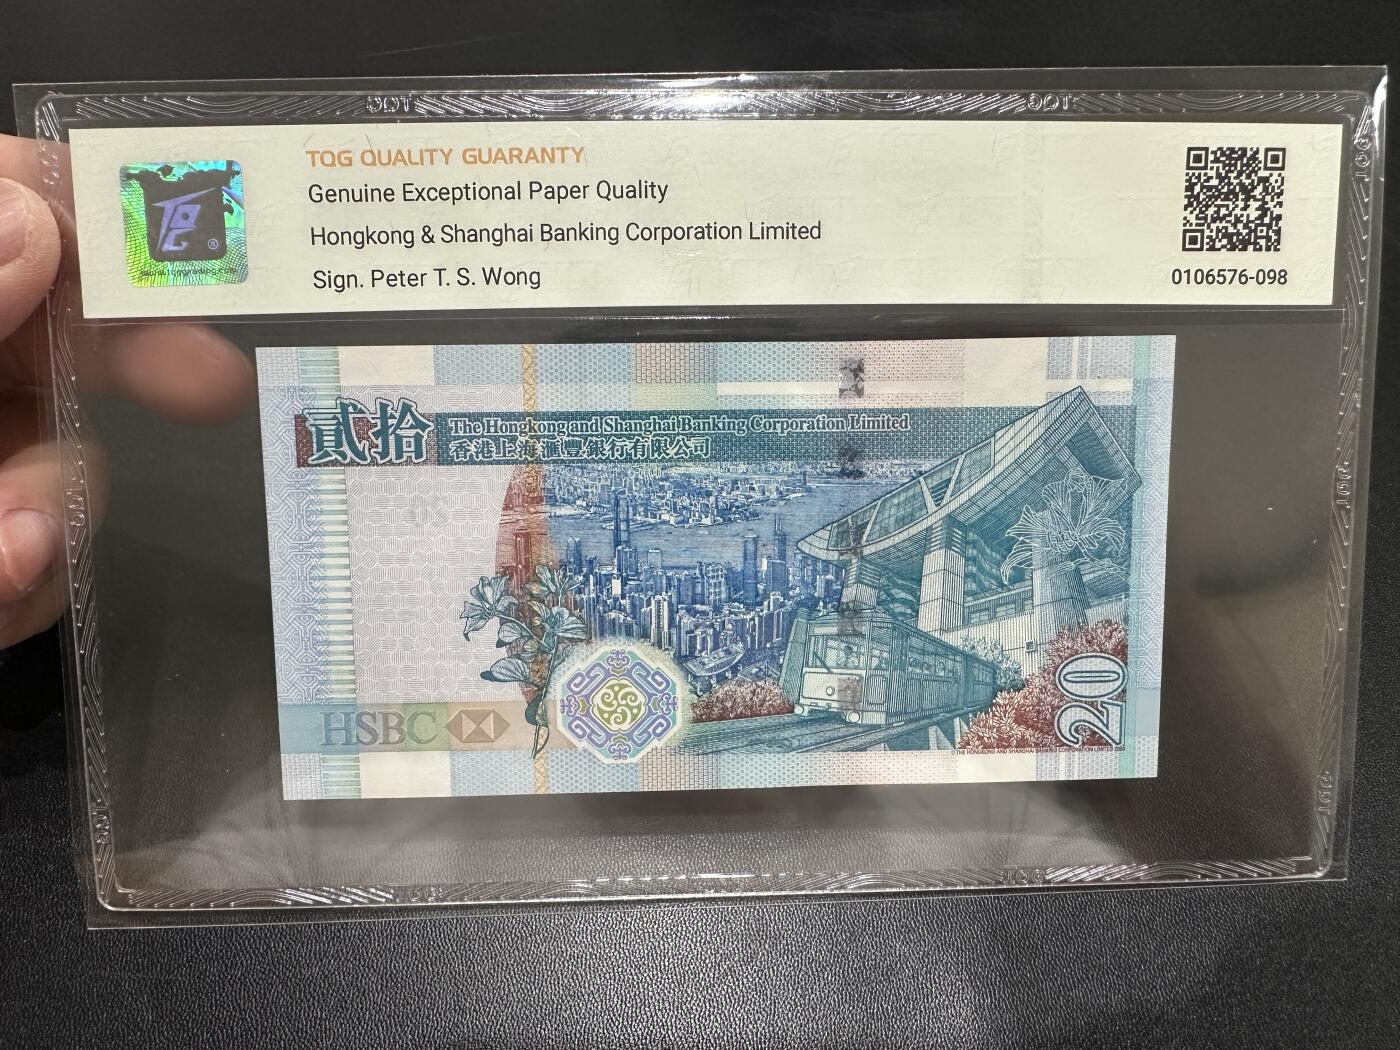 TQG QUALITY GUARANTY
Genuine Exceptional Paper Quality
Hongkong & Shanghai Banking Corporation Limited
Sign. Peter T. S. Wong
0106576-098
貳拾
The Hongkong and Shanghai Banking Corporation Limited
香港上海滙豐銀行有限公司
HSBC
20